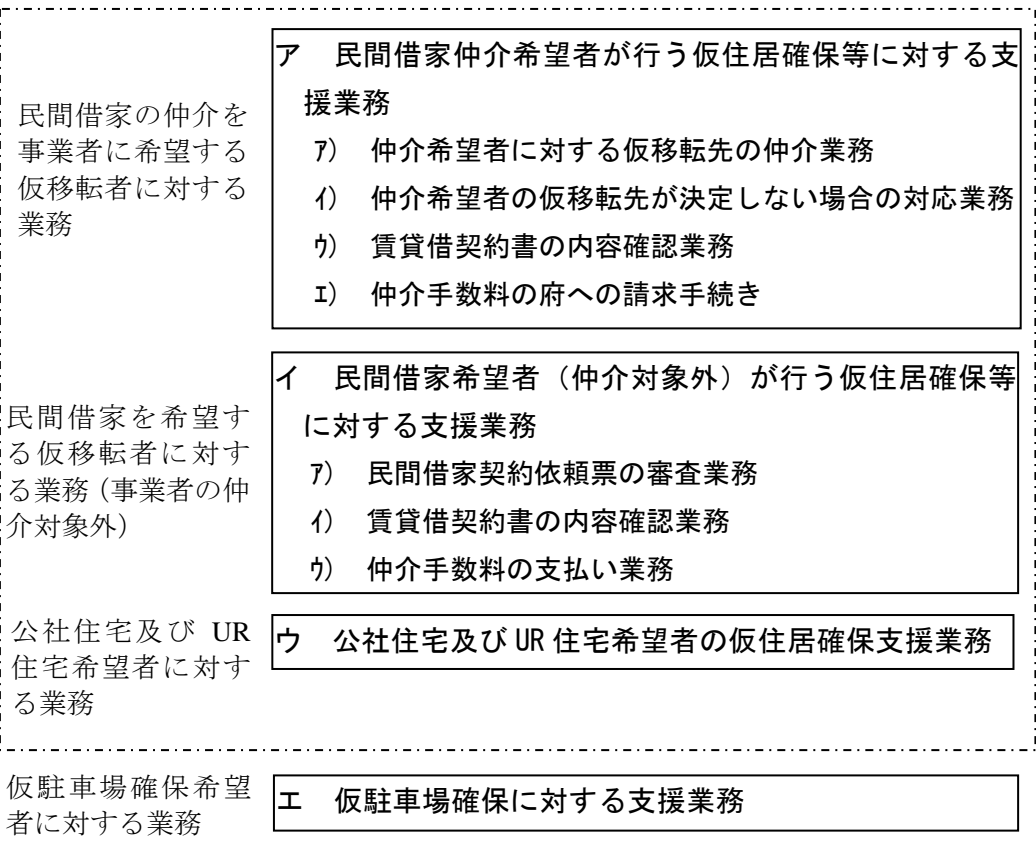 民間借家の仲介を
事業者に希望する
仮移転者に対する
業務
ア 民間借家仲介希望者が行う仮住居確保等に対する支
援業務
ｱ) 仲介希望者に対する仮移転先の仲介業務
ｲ) 仲介希望者の仮移転先が決定しない場合の対応業務
ｳ) 賃貸借契約書の内容確認業務
ｴ) 仲介手数料の府への請求手続き
民間借家を希望す
る仮移転者に対す
る業務（事業者の仲
介対象外）
イ 民間借家希望者（仲介対象外）が行う仮住居確保等
に対する支援業務
ｱ) 民間借家契約依頼票の審査業務
ｲ) 賃貸借契約書の内容確認業務
ｳ) 仲介手数料の支払い業務
公社住宅及び UR
住宅希望者に対す
る業務
ウ 公社住宅及び UR 住宅希望者の仮住居確保支援業務
仮駐車場確保希望
者に対する業務
エ 仮駐車場確保に対する支援業務